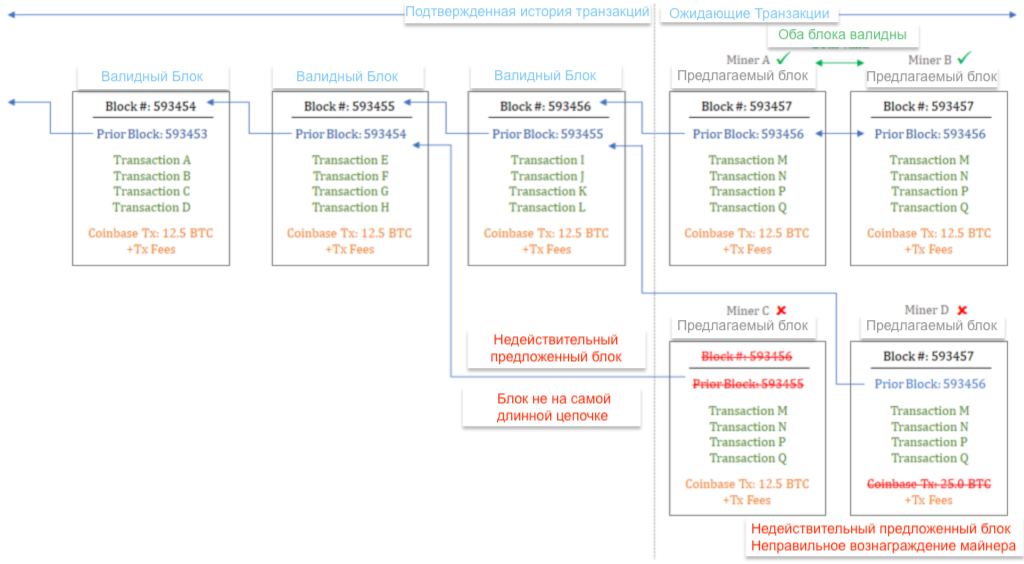 Подтвержденная история транзакций
Ожидающие Транзакции
Оба блока валидны
Валидный Блок
Block #: 593454
Prior Block: 593453
Transaction A
Transaction B
Transaction C
Transaction D
Coinbase Tx: 12.5 BTC
+Tx Fees
Валидный Блок
Block #: 593455
Prior Block: 593454
Transaction E
Transaction F
Transaction G
Transaction H
Coinbase Tx: 12.5 BTC
+Tx Fees
Валидный Блок
Block #: 593456
Prior Block: 593455
Transaction I
Transaction J
Transaction K
Transaction L
Coinbase Tx: 12.5 BTC
+Tx Fees
Miner A
Предлагаемый блок
Block #: 593457
Prior Block: 593456
Transaction M
Transaction N
Transaction P
Transaction Q
Coinbase Tx: 12.5 BTC
+Tx Fees
Miner B
Предлагаемый блок
Block #: 593457
Prior Block: 593456
Transaction M
Transaction N
Transaction P
Transaction Q
Coinbase Tx: 12.5 BTC
+Tx Fees
Недействительный
предложенный блок
Блок не на самой
длинной цепочке
Miner C
Предлагаемый блок
Block #: 593456
Prior Block: 593455
Transaction M
Transaction N
Transaction P
Transaction Q
Coinbase Tx: 12.5 BTC
+Tx Fees
Miner D
Предлагаемый блок
Block #: 593457
Prior Block: 593456
Transaction M
Transaction N
Transaction P
Transaction Q
Coinbase Tx: 25.0 BTC
+Tx Fees
Недействительный предложенный блок
Неправильное вознаграждение майнера